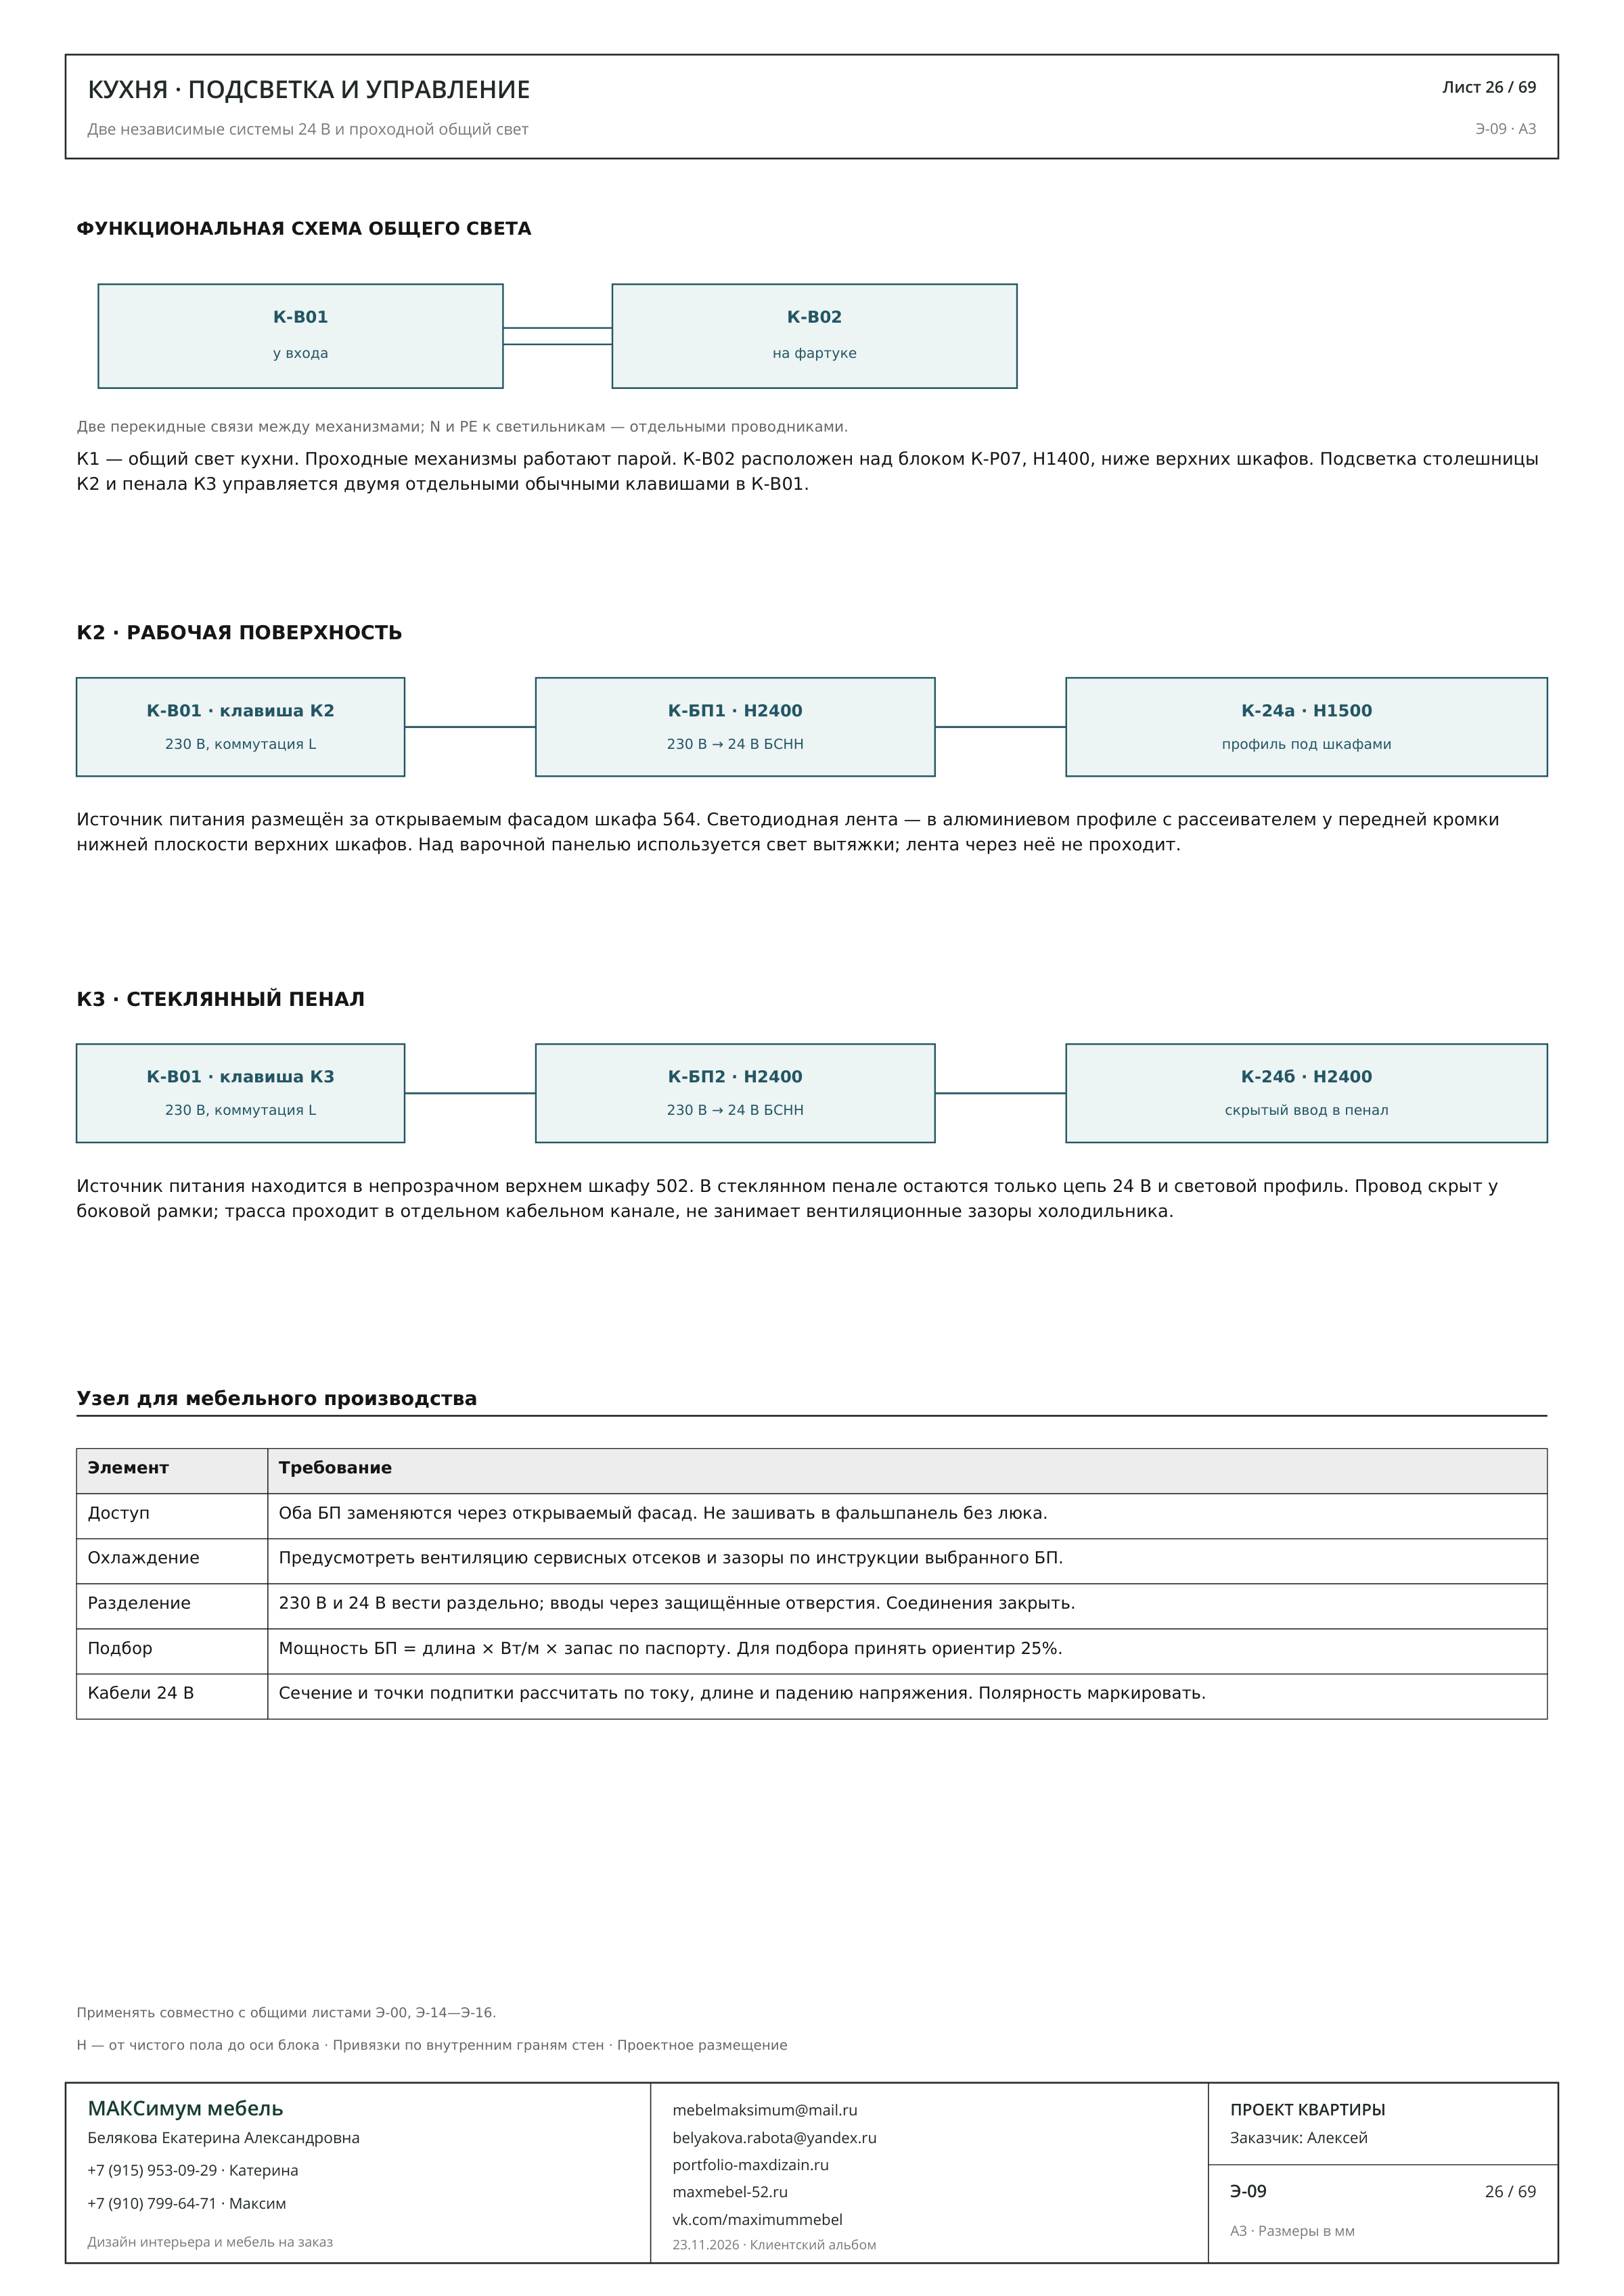 КУХНЯ · ПОДСВЕТКА И УПРАВЛЕНИЕ
Лист 26 / 69
Две независимые системы 24 В и проходной общий свет
Э-09 · А3
ФУНКЦИОНАЛЬНАЯ СХЕМА ОБЩЕГО СВЕТА
К-В01
у входа
К-В02
на фартуке
Две перекидные связи между механизмами; N и PE к светильникам — отдельными проводниками.
К1 — общий свет кухни. Проходные механизмы работают парой. К-В02 расположен над блоком К-Р07, Н1400, ниже верхних шкафов. Подсветка столешницы
К2 и пенала К3 управляется двумя отдельными обычными клавишами в К-В01.
К2 · РАБОЧАЯ ПОВЕРХНОСТЬ
К-В01 · клавиша К2
230 В, коммутация L
К-БП1 · Н2400
230 В → 24 В БСНН
К-24а · Н1500
профиль под шкафами
Источник питания размещён за открываемым фасадом шкафа 564. Светодиодная лента — в алюминиевом профиле с рассеивателем у передней кромки
нижней плоскости верхних шкафов. Над варочной панелью используется свет вытяжки; лента через неё не проходит.
К3 · СТЕКЛЯННЫЙ ПЕНАЛ
К-В01 · клавиша К3
230 В, коммутация L
К-БП2 · Н2400
230 В → 24 В БСНН
К-24б · Н2400
скрытый ввод в пенал
Источник питания находится в непрозрачном верхнем шкафу 502. В стеклянном пенале остаются только цепь 24 В и световой профиль. Провод скрыт у
боковой рамки; трасса проходит в отдельном кабельном канале, не занимает вентиляционные зазоры холодильника.
Узел для мебельного производства
Элемент
Требование
Доступ
Оба БП заменяются через открываемый фасад. Не зашивать в фальшпанель без люка.
Охлаждение
Предусмотреть вентиляцию сервисных отсеков и зазоры по инструкции выбранного БП.
Разделение
230 В и 24 В вести раздельно; вводы через защищённые отверстия. Соединения закрыть.
Подбор
Мощность БП = длина × Вт/м × запас по паспорту. Для подбора принять ориентир 25%.
Кабели 24 В
Сечение и точки подпитки рассчитать по току, длине и падению напряжения. Полярность маркировать.
Применять совместно с общими листами Э-00, Э-14—Э-16.
Н — от чистого пола до оси блока · Привязки по внутренним граням стен · Проектное размещение
МАКСимум мебель
Белякова Екатерина Александровна
+7 (915) 953-09-29 · Катерина
+7 (910) 799-64-71 · Максим
Дизайн интерьера и мебель на заказ
mebelmaksimum@mail.ru
belyakova.rabota@yandex.ru
portfolio-maxdizain.ru
maxmebel-52.ru
vk.com/maximummebel
23.11.2026 · Клиентский альбом
ПРОЕКТ КВАРТИРЫ
Заказчик: Алексей
Э-09
26 / 69
А3 · Размеры в мм